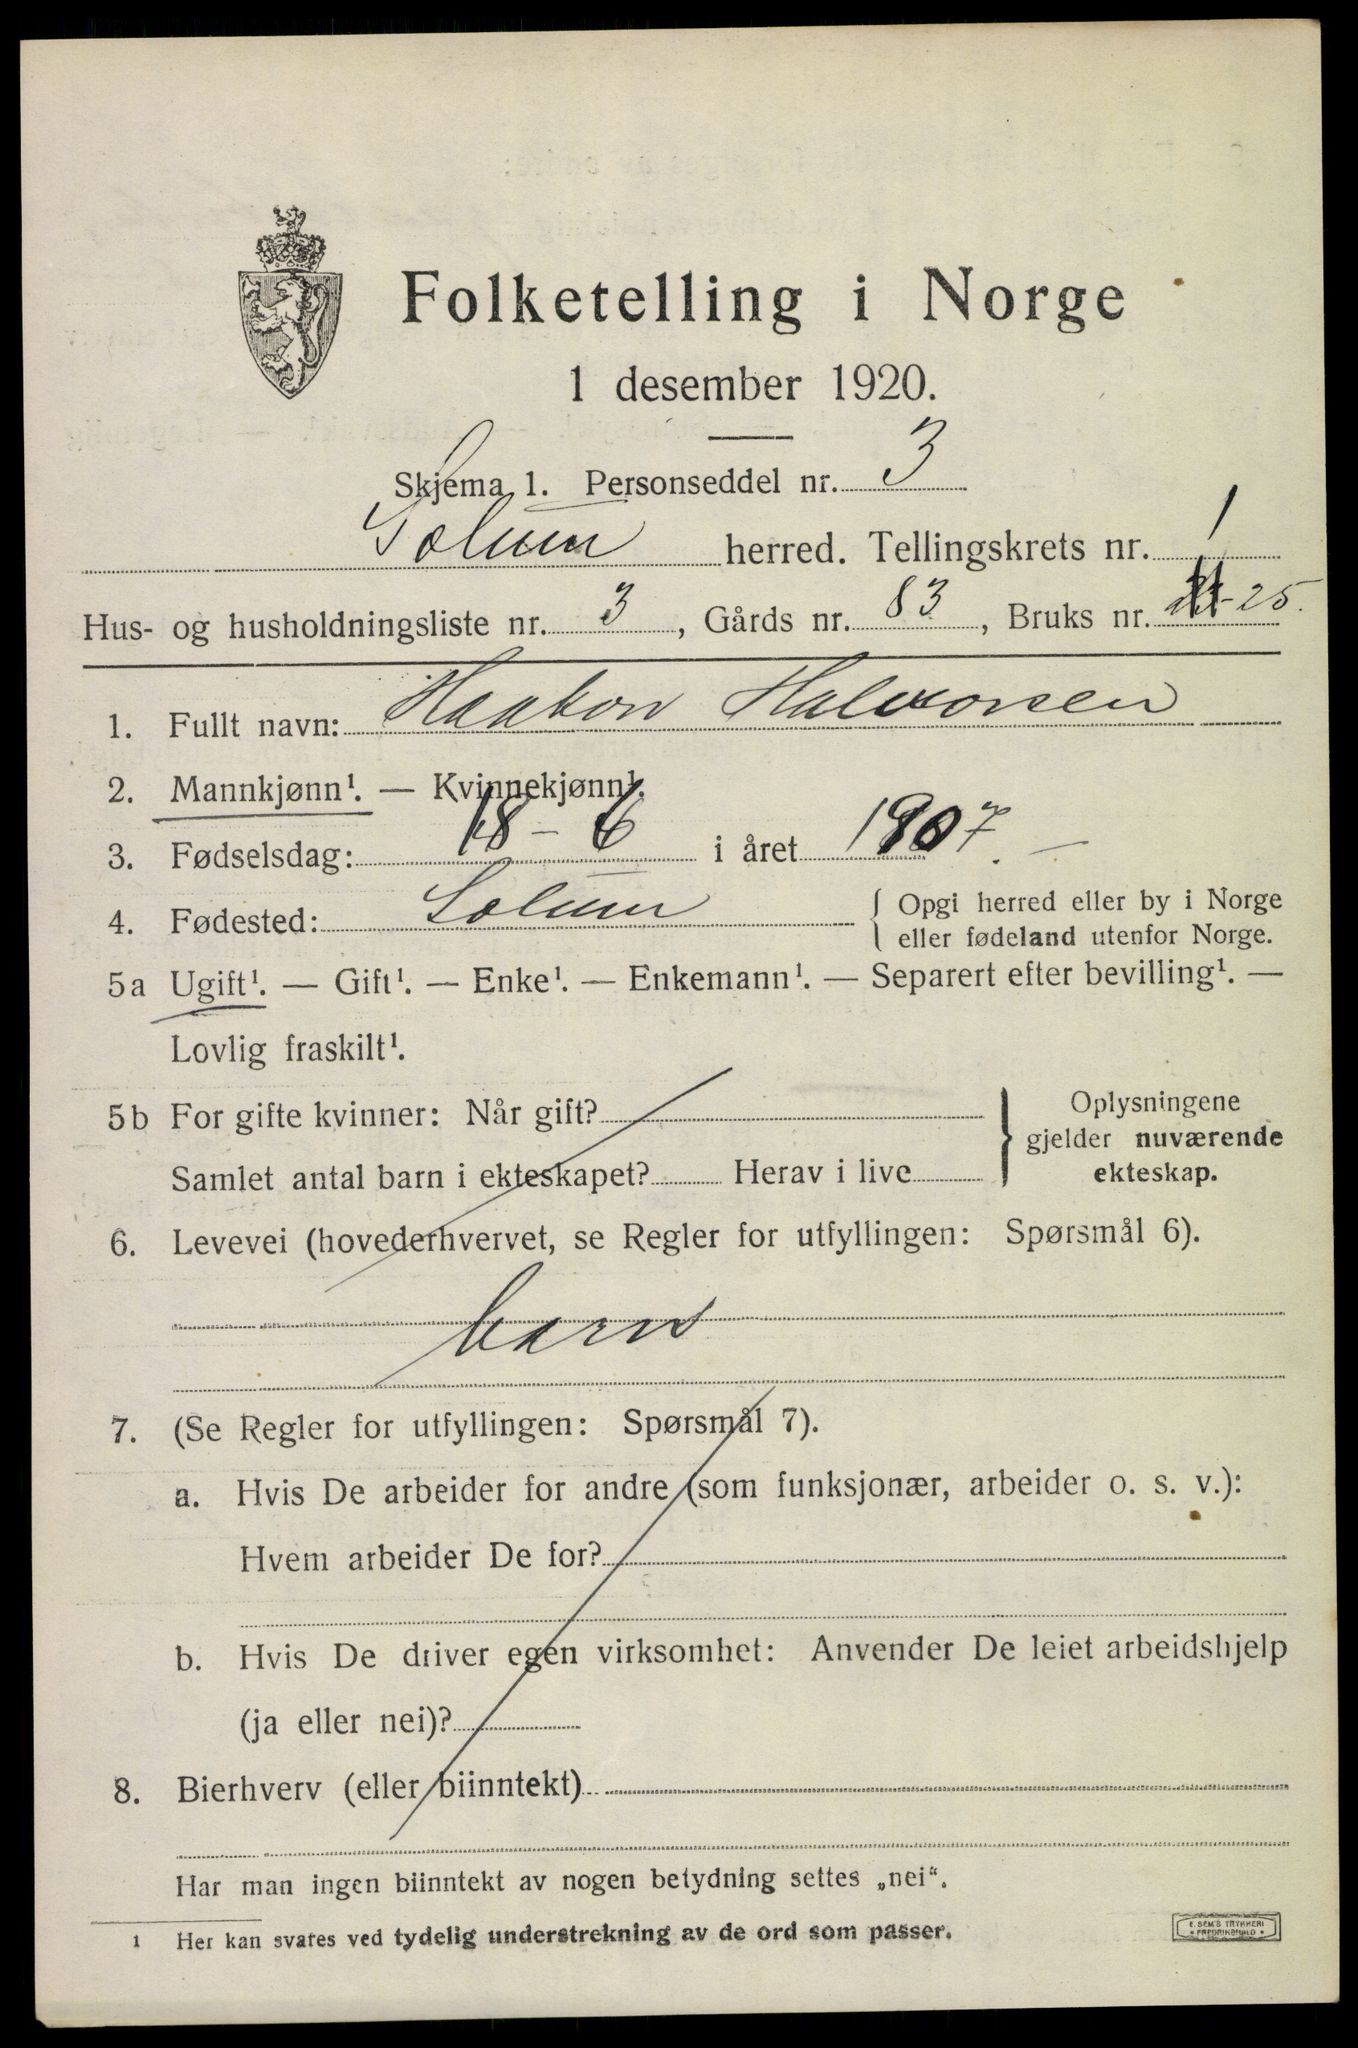 Folketelling i Norge
1 desember 1920.
Skjema 1. Personseddel nr. 3
Solum herred. Tellingskrets nr. 1
Hus- og husholdningsliste nr. 3, Gårds nr. 83, Bruks nr. 25.
1. Fullt navn: Haakon Halvorsen
2. Mannkjønn¹. — Kvinnekjønn¹.
3. Fødselsdag: 18 – 6 i året 1907. —
4. Fødested: Solum { Opgi herred eller by i Norge
eller fødeland utenfor Norge.
5a Ugift¹. — Gift¹. — Enke¹. — Enkemann¹. — Separert efter bevilling¹. —
Lovlig fraskilt¹.
5b For gifte kvinner: Når gift?
Samlet antal barn i ekteskapet? Herav i live
} Oplysningene
gjelder nuværende
ekteskap.
6. Levevei (hovederhvervet, se Regler for utfyllingen: Spørsmål 6).
barn
7. (Se Regler for utfyllingen: Spørsmål 7).
a. Hvis De arbeider for andre (som funksjonær, arbeider o. s. v.):
Hvem arbeider De for?
b. Hvis De driver egen virksomhet: Anvender De leiet arbeidshjelp
(ja eller nei)?
8. Bierhverv (eller biinntekt)
Har man ingen biinntekt av nogen betydning settes „nei“.
¹ Her kan svares ved tydelig understrekning av de ord som passer.
E. SEM'S TRYKKERI
• FREDRIKSHALD •